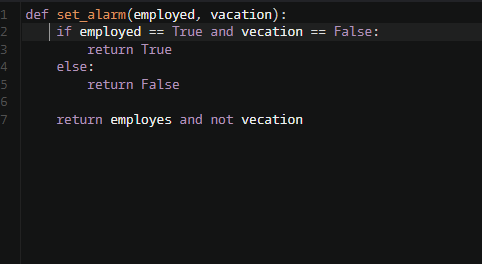 1 def set_alarm(employed, vacation):
2     if employed == True and vecation == False:
3         return True
4     else:
5         return False
6
7     return employes and not vecation